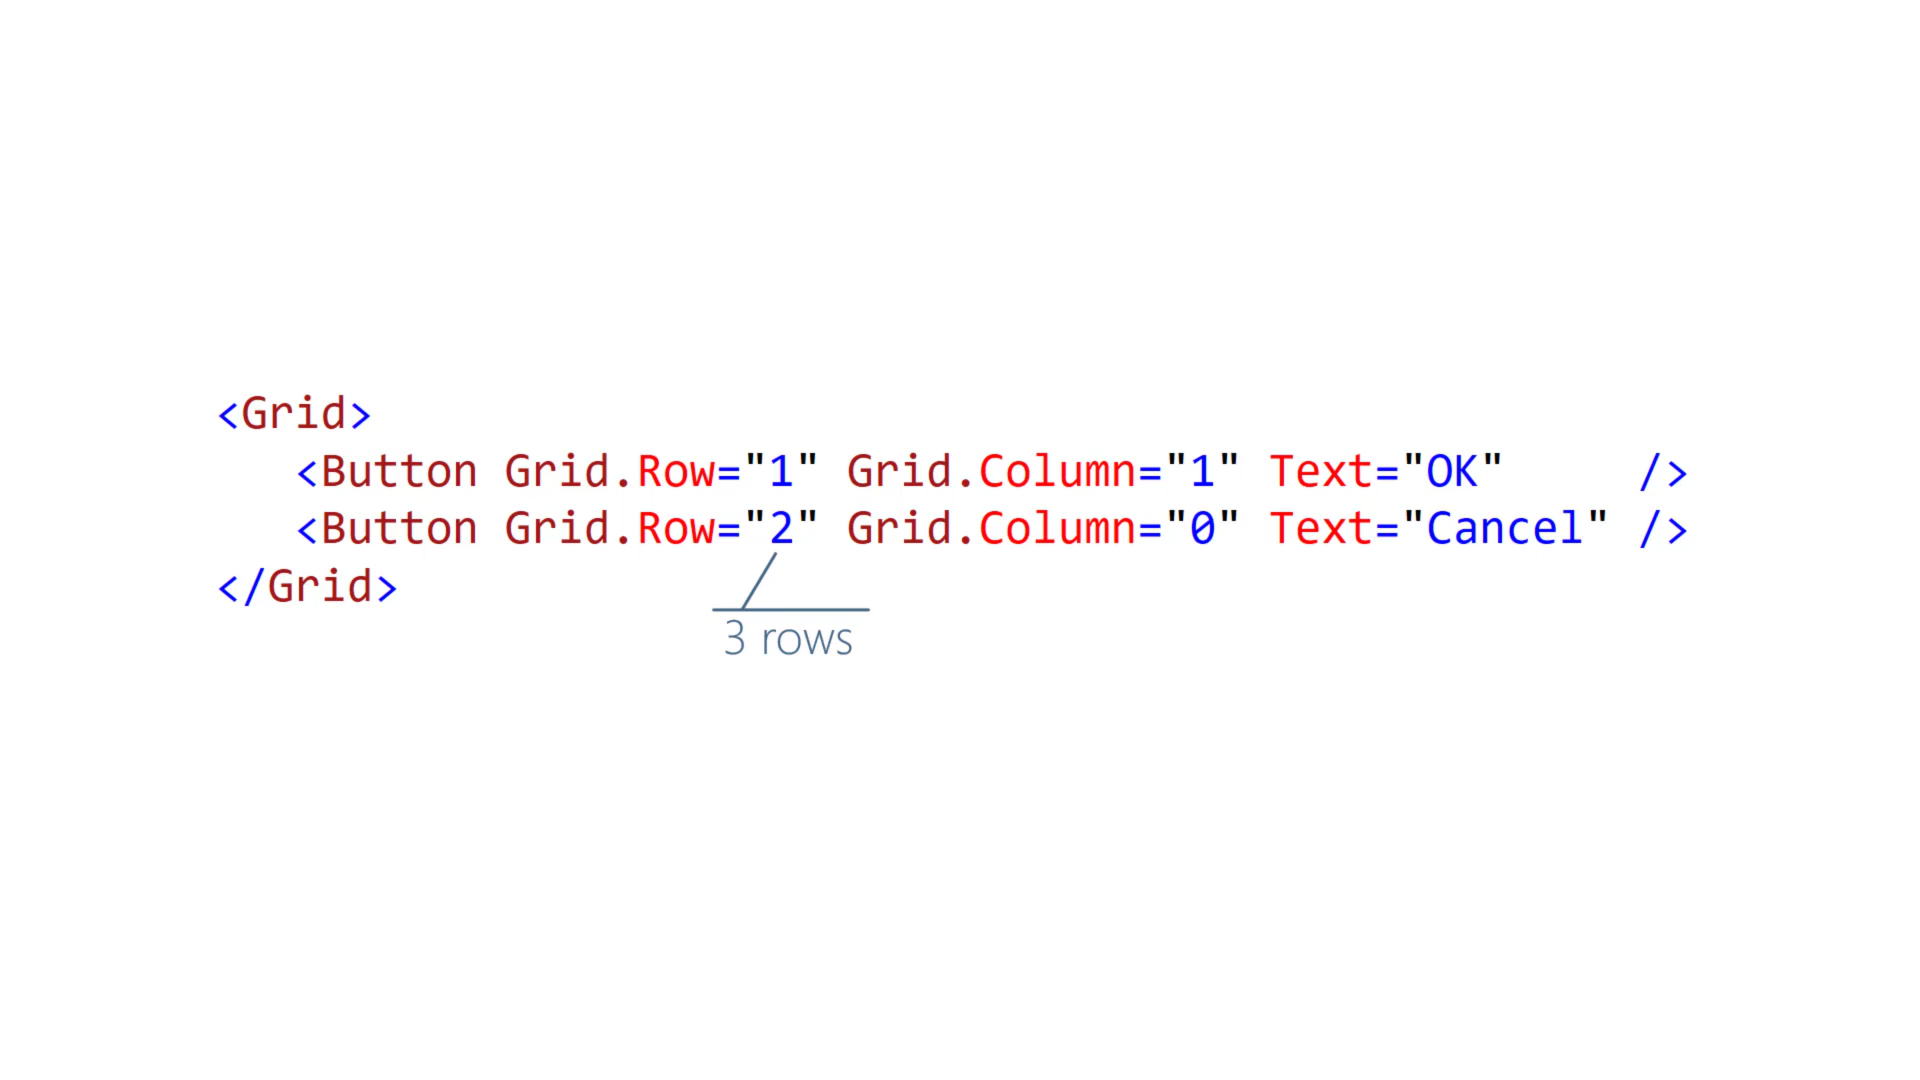 <Grid>
   <Button Grid.Row="1" Grid.Column="1" Text="OK"     />
   <Button Grid.Row="2" Grid.Column="0" Text="Cancel" />
</Grid>
3 rows